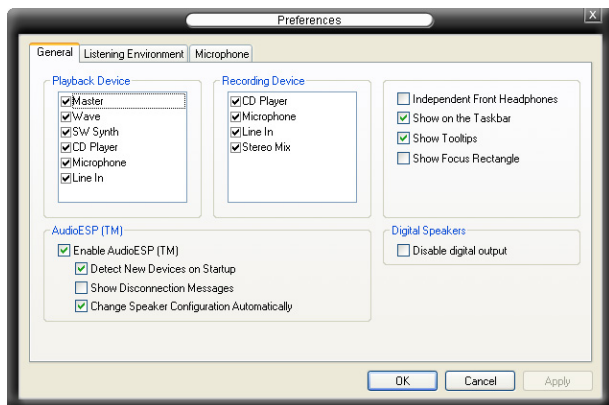 Preferences
X
General Listening Environment Microphone
Playback Device
Master
Wave
SW Synth
CD Player
Microphone
Line In
Recording Device
CD Player
Microphone
Line In
Stereo Mix
Independent Front Headphones
Show on the Taskbar
Show Tooltips
Show Focus Rectangle
AudioESP (TM)
Enable AudioESP (TM)
Detect New Devices on Startup
Show Disconnection Messages
Change Speaker Configuration Automatically
Digital Speakers
Disable digital output
OK Cancel Apply